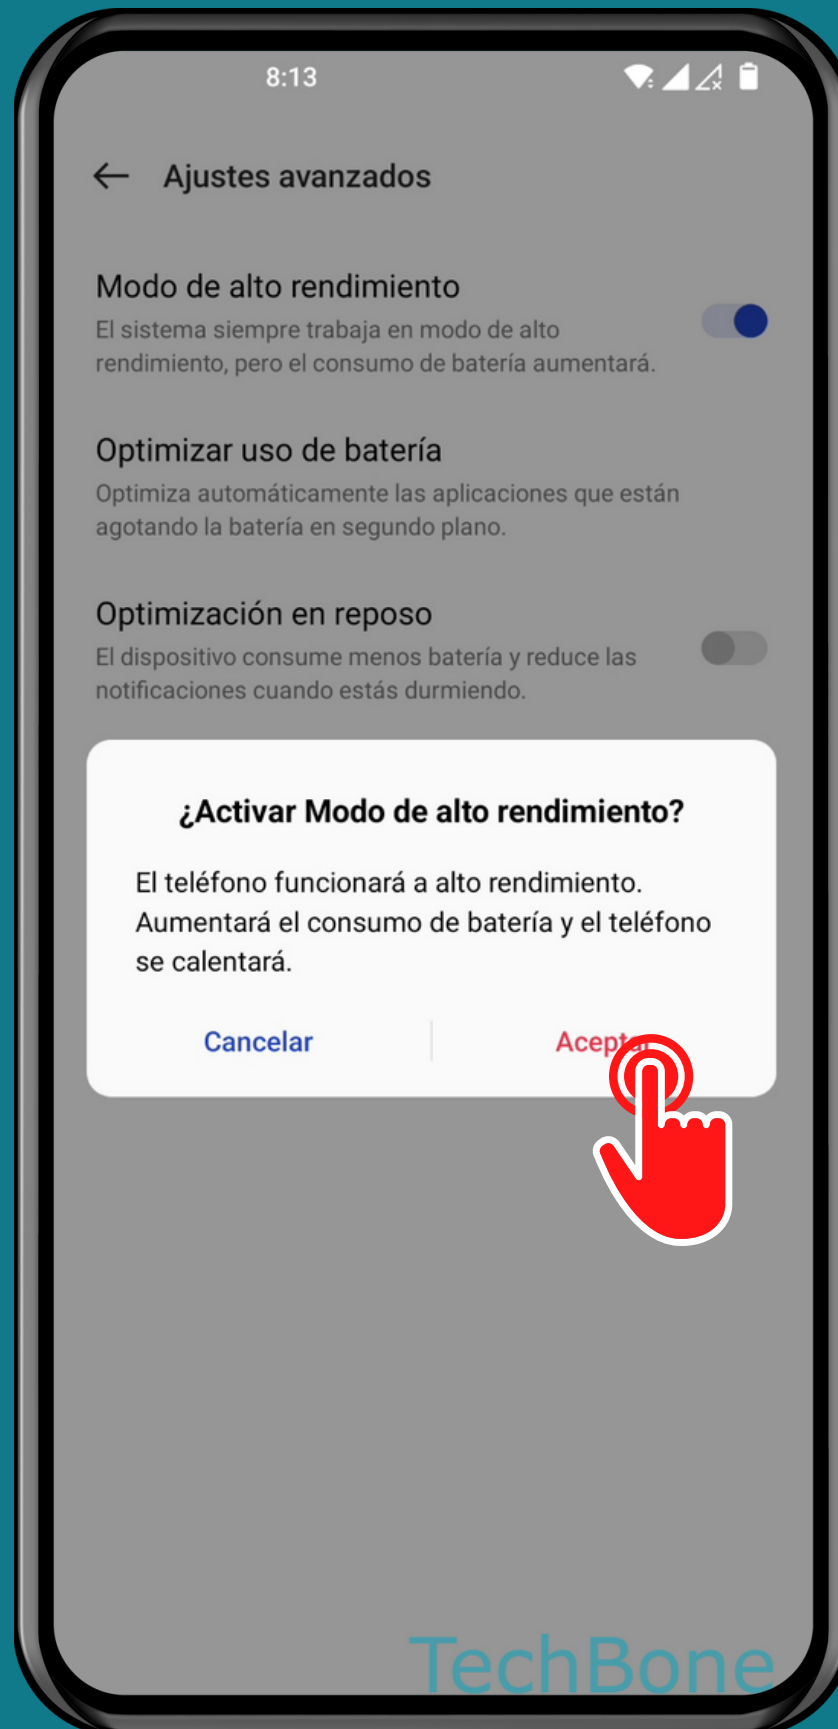 8:13
Ajustes avanzados
Modo de alto rendimiento
El sistema siempre trabaja en modo de alto
rendimiento, pero el consumo de batería aumentará.
Optimizar uso de batería
Optimiza automáticamente las aplicaciones que están
agotando la batería en segundo plano.
Optimización en reposo
El dispositivo consume menos batería y reduce las
notificaciones cuando estás durmiendo.
¿Activar Modo de alto rendimiento?
El teléfono funcionará a alto rendimiento.
Aumentará el consumo de batería y el teléfono
se calentará.
Cancelar
Aceptar
TechBone